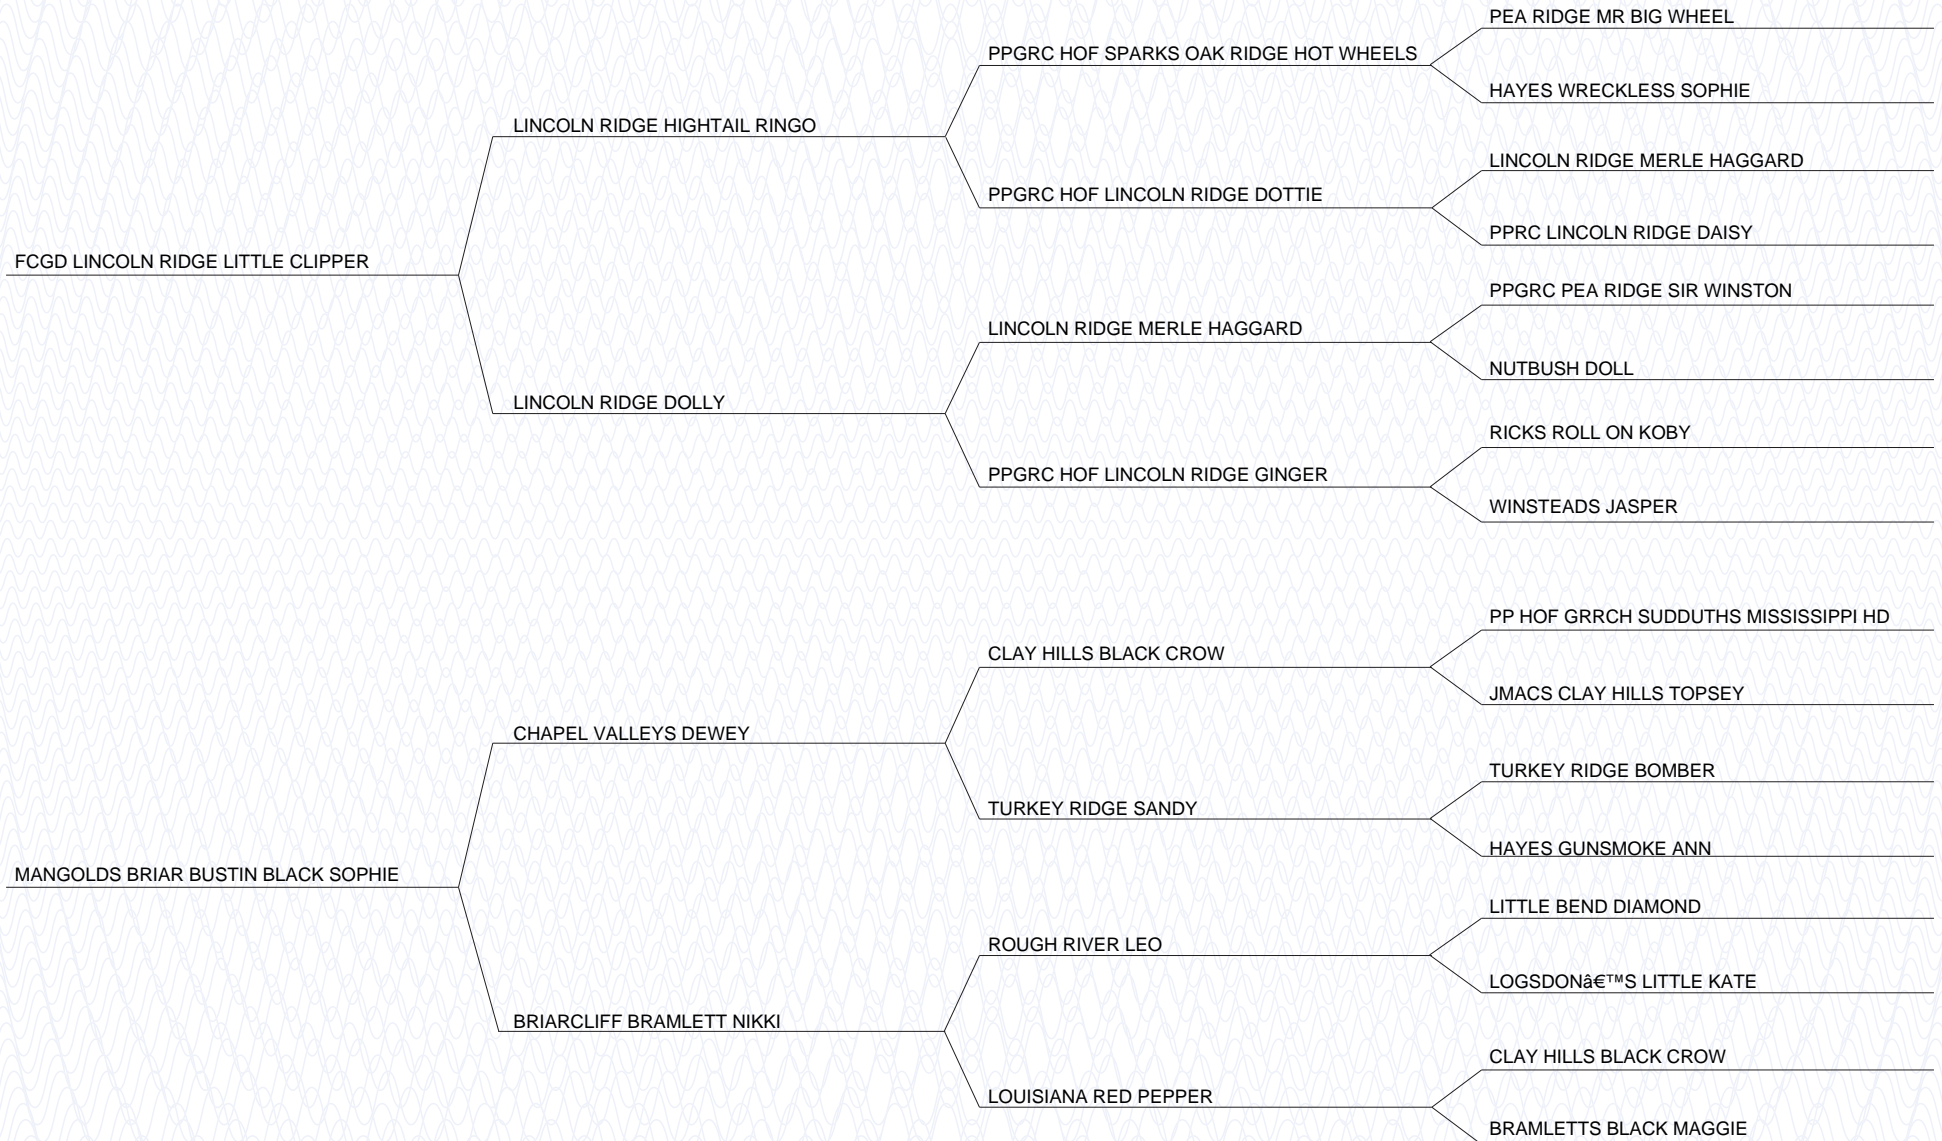 PEA RIDGE MR BIG WHEEL
PPGRC HOF SPARKS OAK RIDGE HOT WHEELS
HAYES WRECKLESS SOPHIE
LINCOLN RIDGE HIGHTAIL RINGO
LINCOLN RIDGE MERLE HAGGARD
PPGRC HOF LINCOLN RIDGE DOTTIE
PPRC LINCOLN RIDGE DAISY
FCGD LINCOLN RIDGE LITTLE CLIPPER
PPGRC PEA RIDGE SIR WINSTON
LINCOLN RIDGE MERLE HAGGARD
NUTBUSH DOLL
LINCOLN RIDGE DOLLY
RICKS ROLL ON KOBY
PPGRC HOF LINCOLN RIDGE GINGER
WINSTEADS JASPER
PP HOF GRRCH SUDDUTHS MISSISSIPPI HD
CLAY HILLS BLACK CROW
JMACS CLAY HILLS TOPSEY
CHAPEL VALLEYS DEWEY
TURKEY RIDGE BOMBER
TURKEY RIDGE SANDY
HAYES GUNSMOKE ANN
MANGOLDS BRIAR BUSTIN BLACK SOPHIE
LITTLE BEND DIAMOND
ROUGH RIVER LEO
LOGSDON’S LITTLE KATE
BRIARCLIFF BRAMLETT NIKKI
CLAY HILLS BLACK CROW
LOUISIANA RED PEPPER
BRAMLETTS BLACK MAGGIE